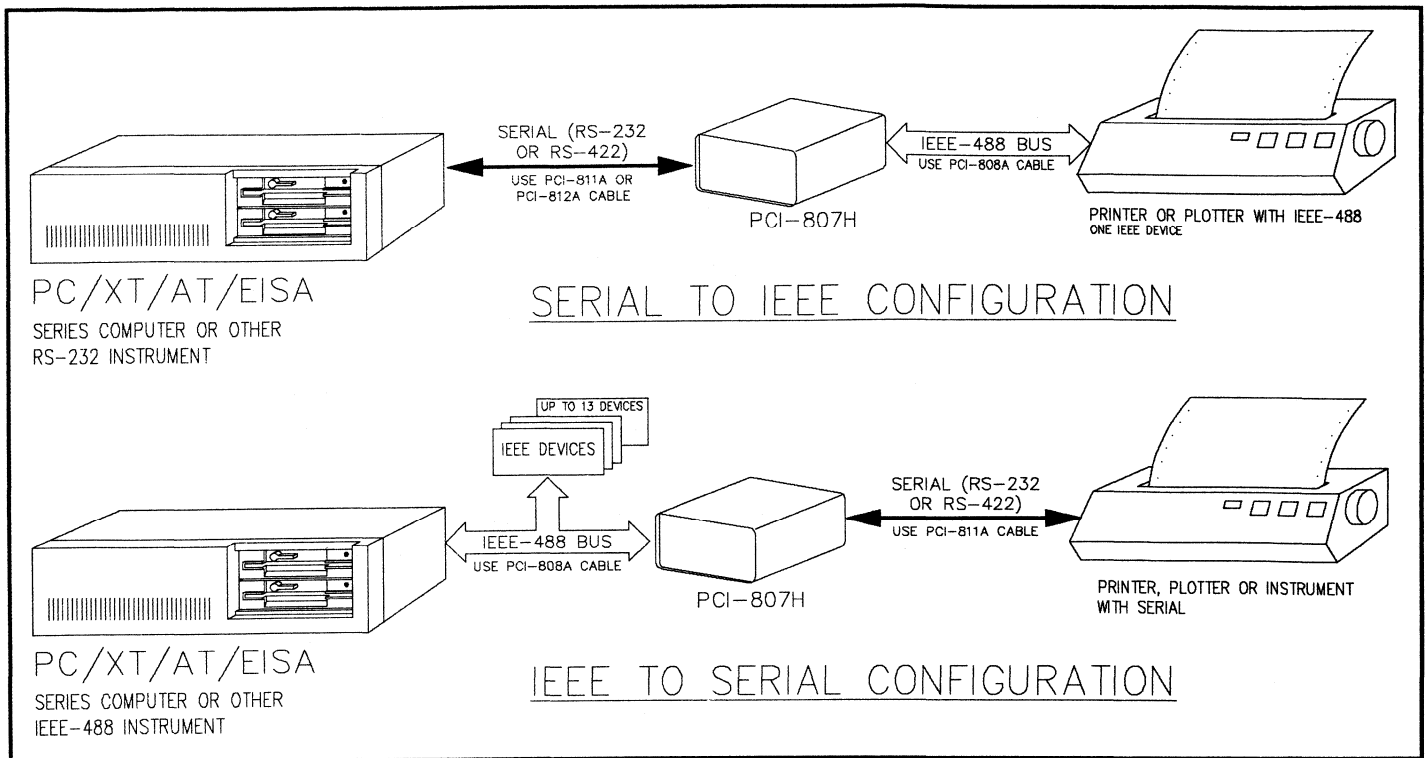 SERIAL (RS-232
OR RS-422)
USE PCI-811A OR
PCI-812A CABLE
PCI-807H
IEEE-488 BUS
USE PCI-808A CABLE
PRINTER OR PLOTTER WITH IEEE-488
ONE IEEE DEVICE
PC/XT/AT/EISA
SERIES COMPUTER OR OTHER
RS-232 INSTRUMENT
SERIAL TO IEEE CONFIGURATION
UP TO 13 DEVICES
IEEE DEVICES
IEEE-488 BUS
USE PCI-808A CABLE
PCI-807H
SERIAL (RS-232
OR RS-422)
USE PCI-811A CABLE
PRINTER, PLOTTER OR INSTRUMENT
WITH SERIAL
PC/XT/AT/EISA
SERIES COMPUTER OR OTHER
IEEE-488 INSTRUMENT
IEEE TO SERIAL CONFIGURATION